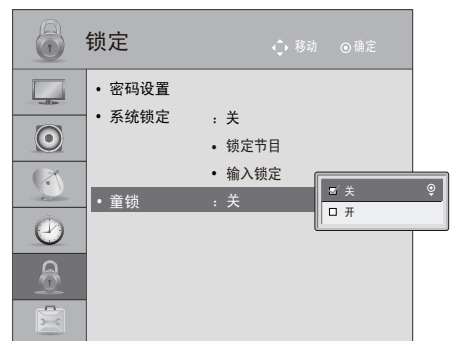 锁定
移动 确定
• 密码设置
• 系统锁定 : 关
• 锁定节目
• 输入锁定
• 童锁 : 关
关
开